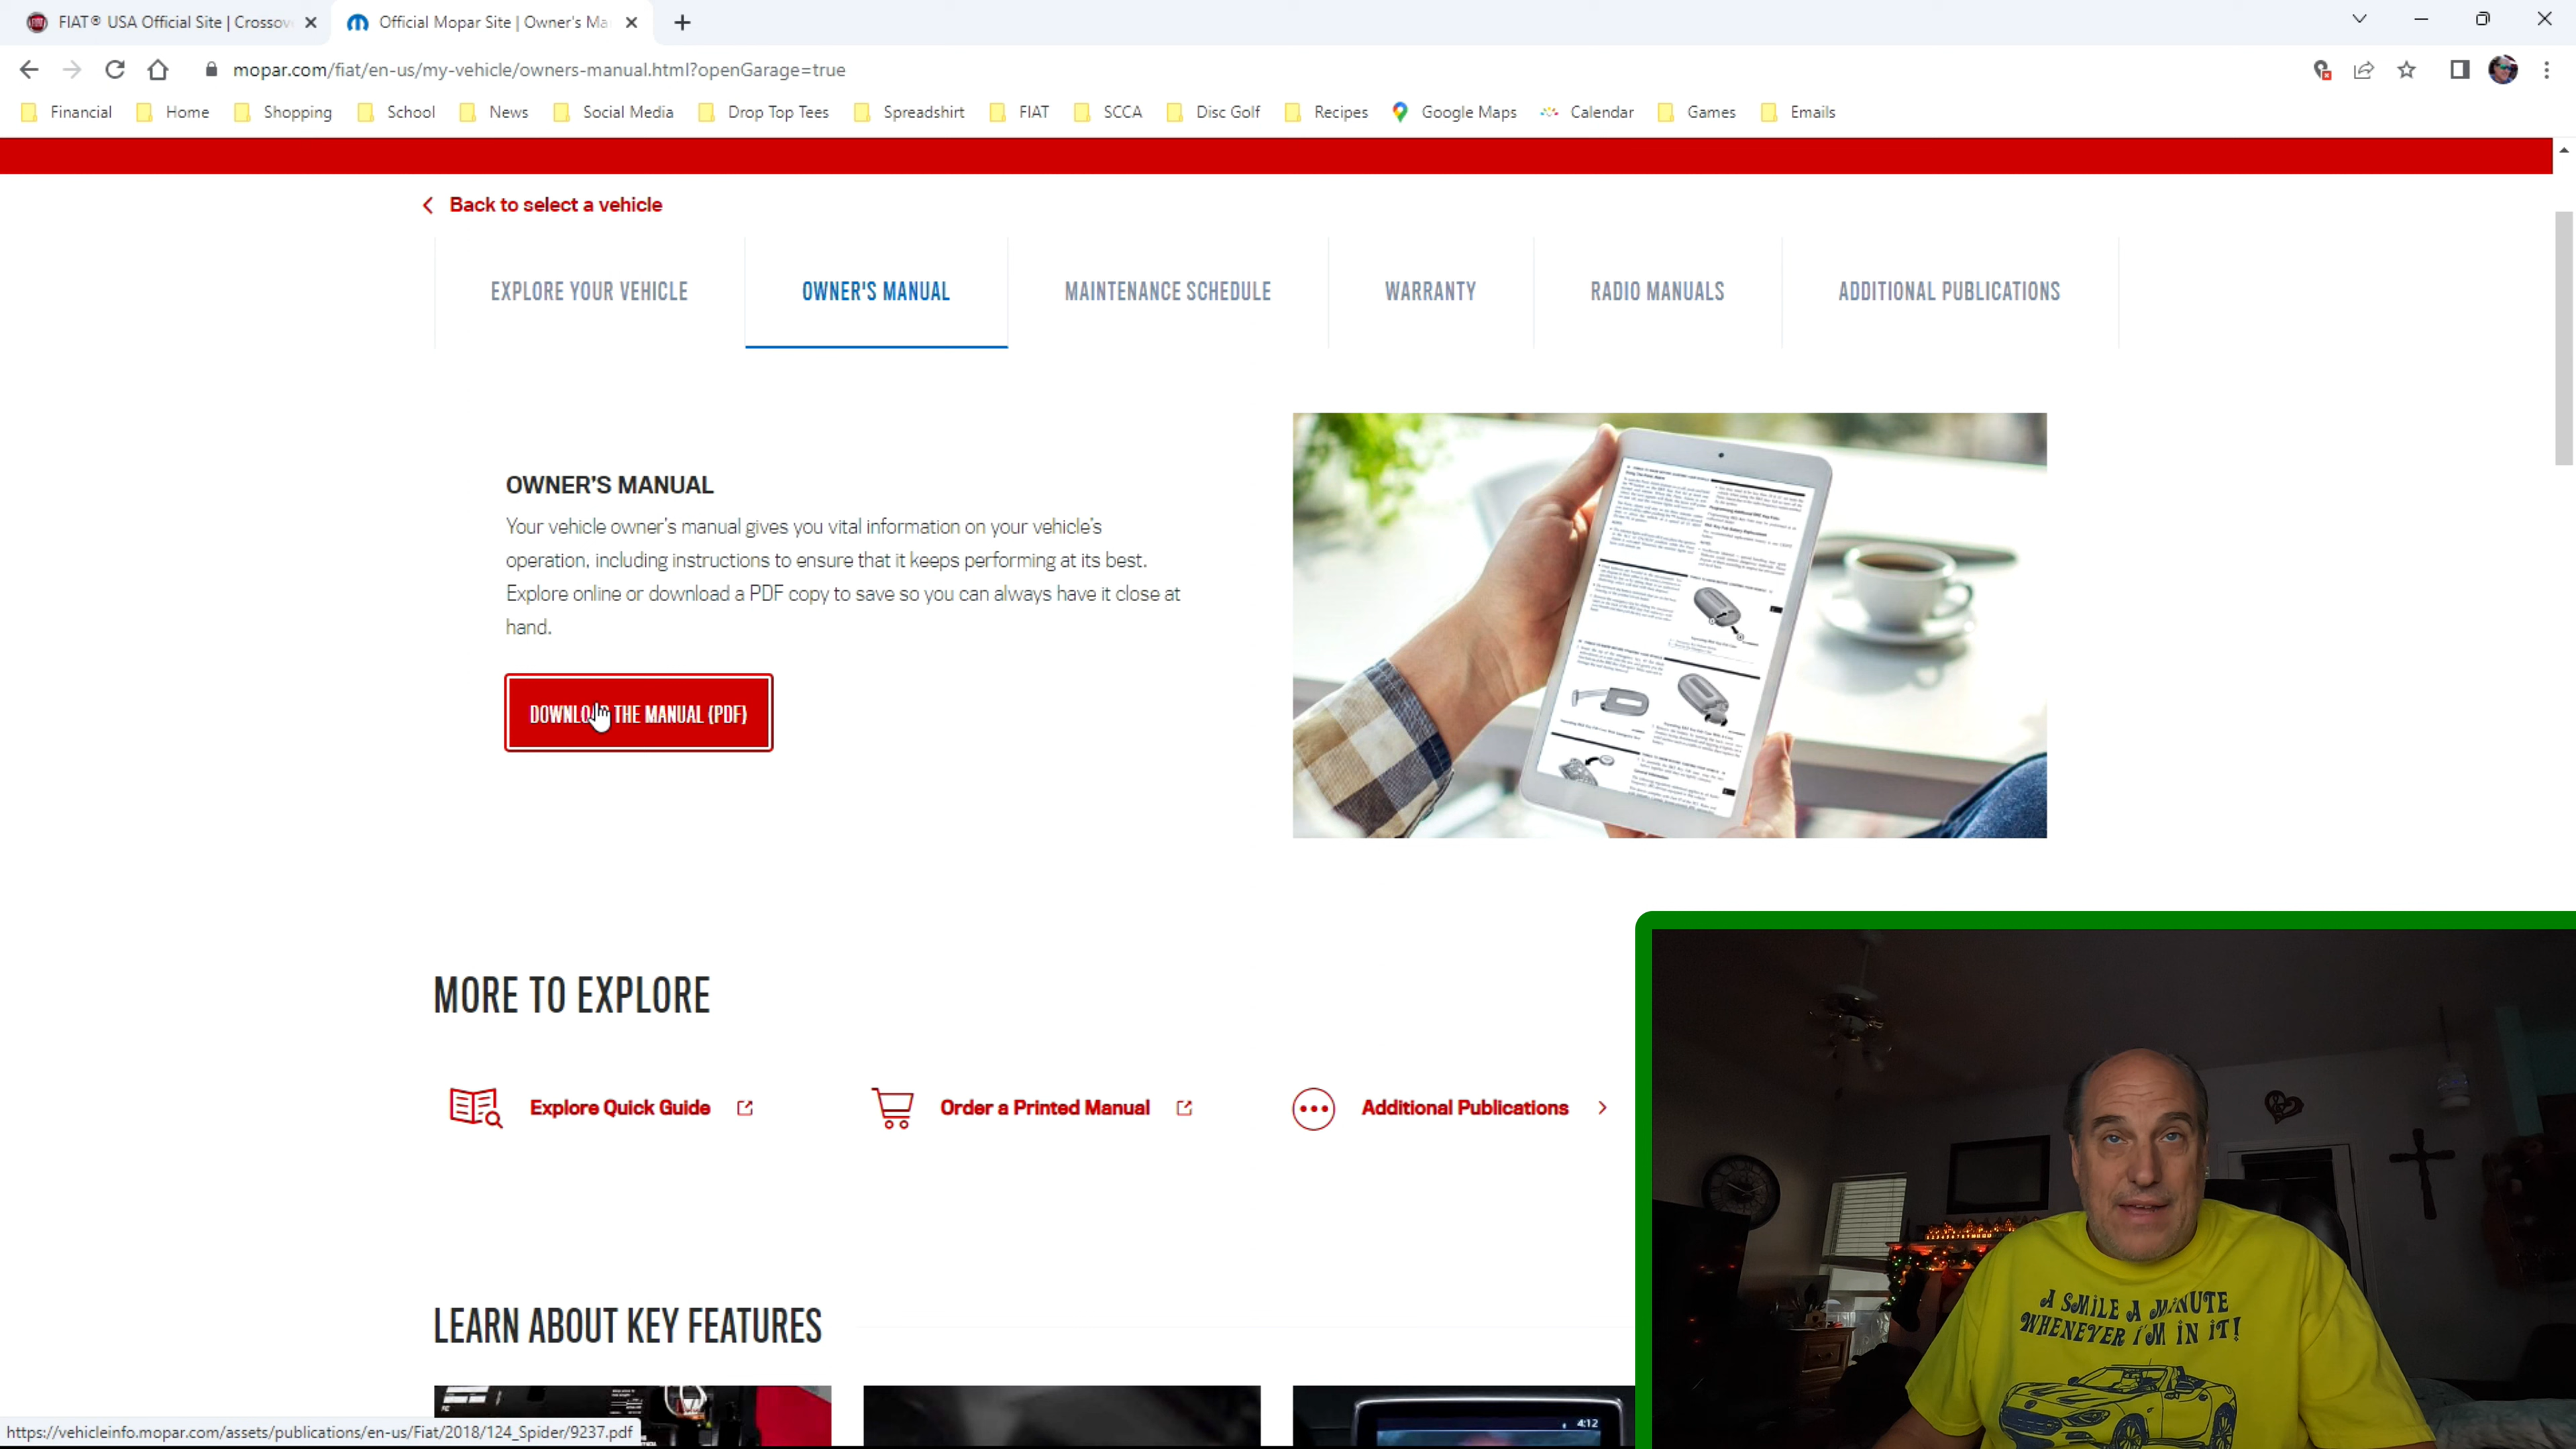 FIAT® USA Official Site | Crossov
Official Mopar Site | Owner's Ma
mopar.com/fiat/en-us/my-vehicle/owners-manual.html?openGarage=true
Financial
Home
Shopping
School
News
Social Media
Drop Top Tees
Spreadshirt
FIAT
SCCA
Disc Golf
Recipes
Google Maps
Calendar
Games
Emails
Back to select a vehicle
EXPLORE YOUR VEHICLE
OWNER'S MANUAL
MAINTENANCE SCHEDULE
WARRANTY
RADIO MANUALS
ADDITIONAL PUBLICATIONS
OWNER'S MANUAL
Your vehicle owner's manual gives you vital information on your vehicle's
operation, including instructions to ensure that it keeps performing at its best.
Explore online or download a PDF copy to save so you can always have it close at
hand.
DOWNLOAD THE MANUAL (PDF)
MORE TO EXPLORE
Explore Quick Guide
Order a Printed Manual
Additional Publications
LEARN ABOUT KEY FEATURES
4:12
https://vehicleinfo.mopar.com/assets/publications/en-us/Fiat/2018/124_Spider/9237.pdf
A SMILE A MINUTE
WHENEVER I'M IN IT!